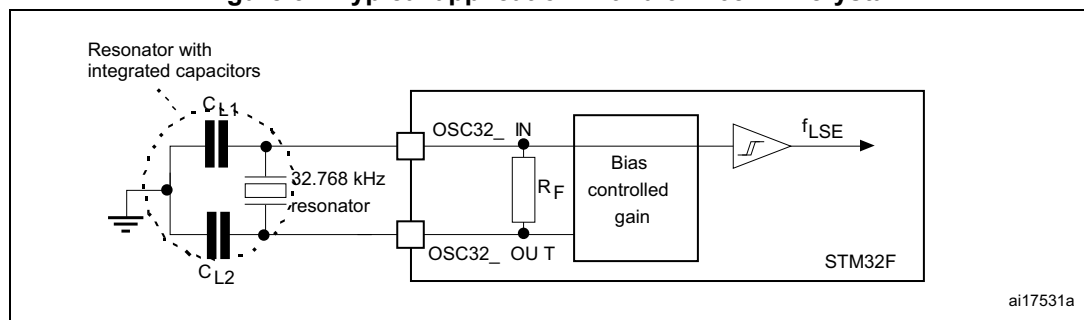 Resonator with
integrated capacitors
CL1
OSC32_ IN
fLSE
32.768 kHz
resonator
RF
Bias
controlled
gain
OSC32_ OU T
CL2
STM32F
ai17531a